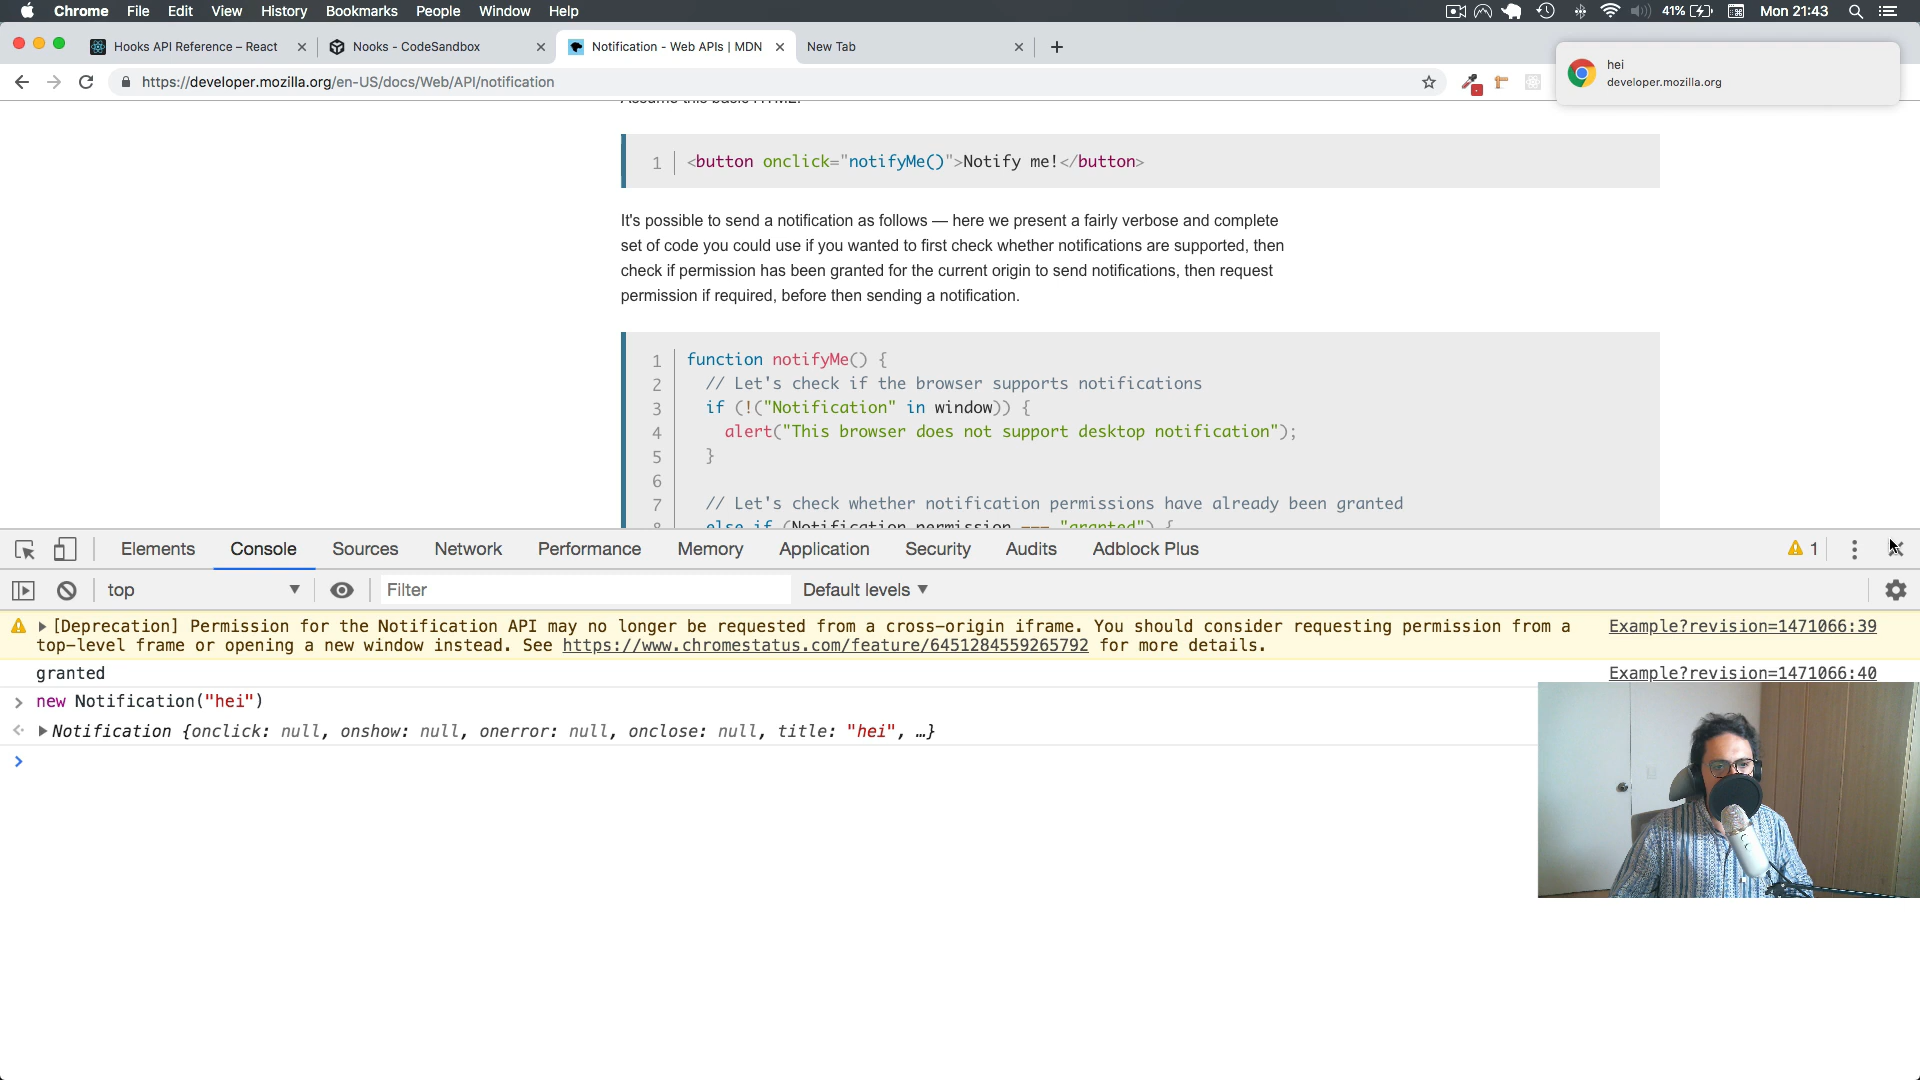 Chrome File Edit View History Bookmarks People Window Help 41% Mon 21:43
Hooks API Reference – React Nooks - CodeSandbox Notification - Web APIs | MDN New Tab
https://developer.mozilla.org/en-US/docs/Web/API/notification
hei
developer.mozilla.org
Assume this basic HTML:
1 <button onclick="notifyMe()">Notify me!</button>
It's possible to send a notification as follows — here we present a fairly verbose and complete
set of code you could use if you wanted to first check whether notifications are supported, then
check if permission has been granted for the current origin to send notifications, then request
permission if required, before then sending a notification.
1 function notifyMe() {
2 // Let's check if the browser supports notifications
3 if (!("Notification" in window)) {
4 alert("This browser does not support desktop notification");
5 }
6
7 // Let's check whether notification permissions have already been granted
8 else if (Notification.permission === "granted") {
Elements Console Sources Network Performance Memory Application Security Audits Adblock Plus 1
top Filter Default levels
[Deprecation] Permission for the Notification API may no longer be requested from a cross-origin iframe. You should consider requesting permission from a Example?revision=1471066:39
top-level frame or opening a new window instead. See https://www.chromestatus.com/feature/6451284559265792 for more details.
granted Example?revision=1471066:40
new Notification("hei")
Notification {onclick: null, onshow: null, onerror: null, onclose: null, title: "hei", …}